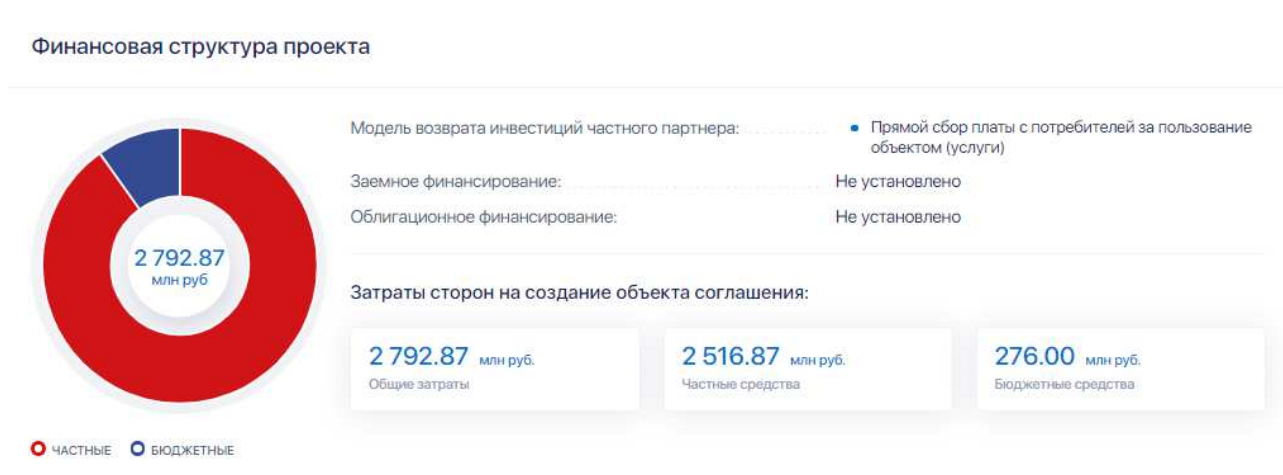 Финансовая структура проекта
2 792.87
млн руб
ЧАСТНЫЕ БЮДЖЕТНЫЕ
Модель возврата инвестиций частного партнера: Прямой сбор платы с потребителей за пользование
объектом (услуги)
Заемное финансирование: Не установлено
Облигационное финансирование: Не установлено
Затраты сторон на создание объекта соглашения:
2 792.87 млн руб.
Общие затраты
2 516.87 млн руб.
Частные средства
276.00 млн руб.
Бюджетные средства